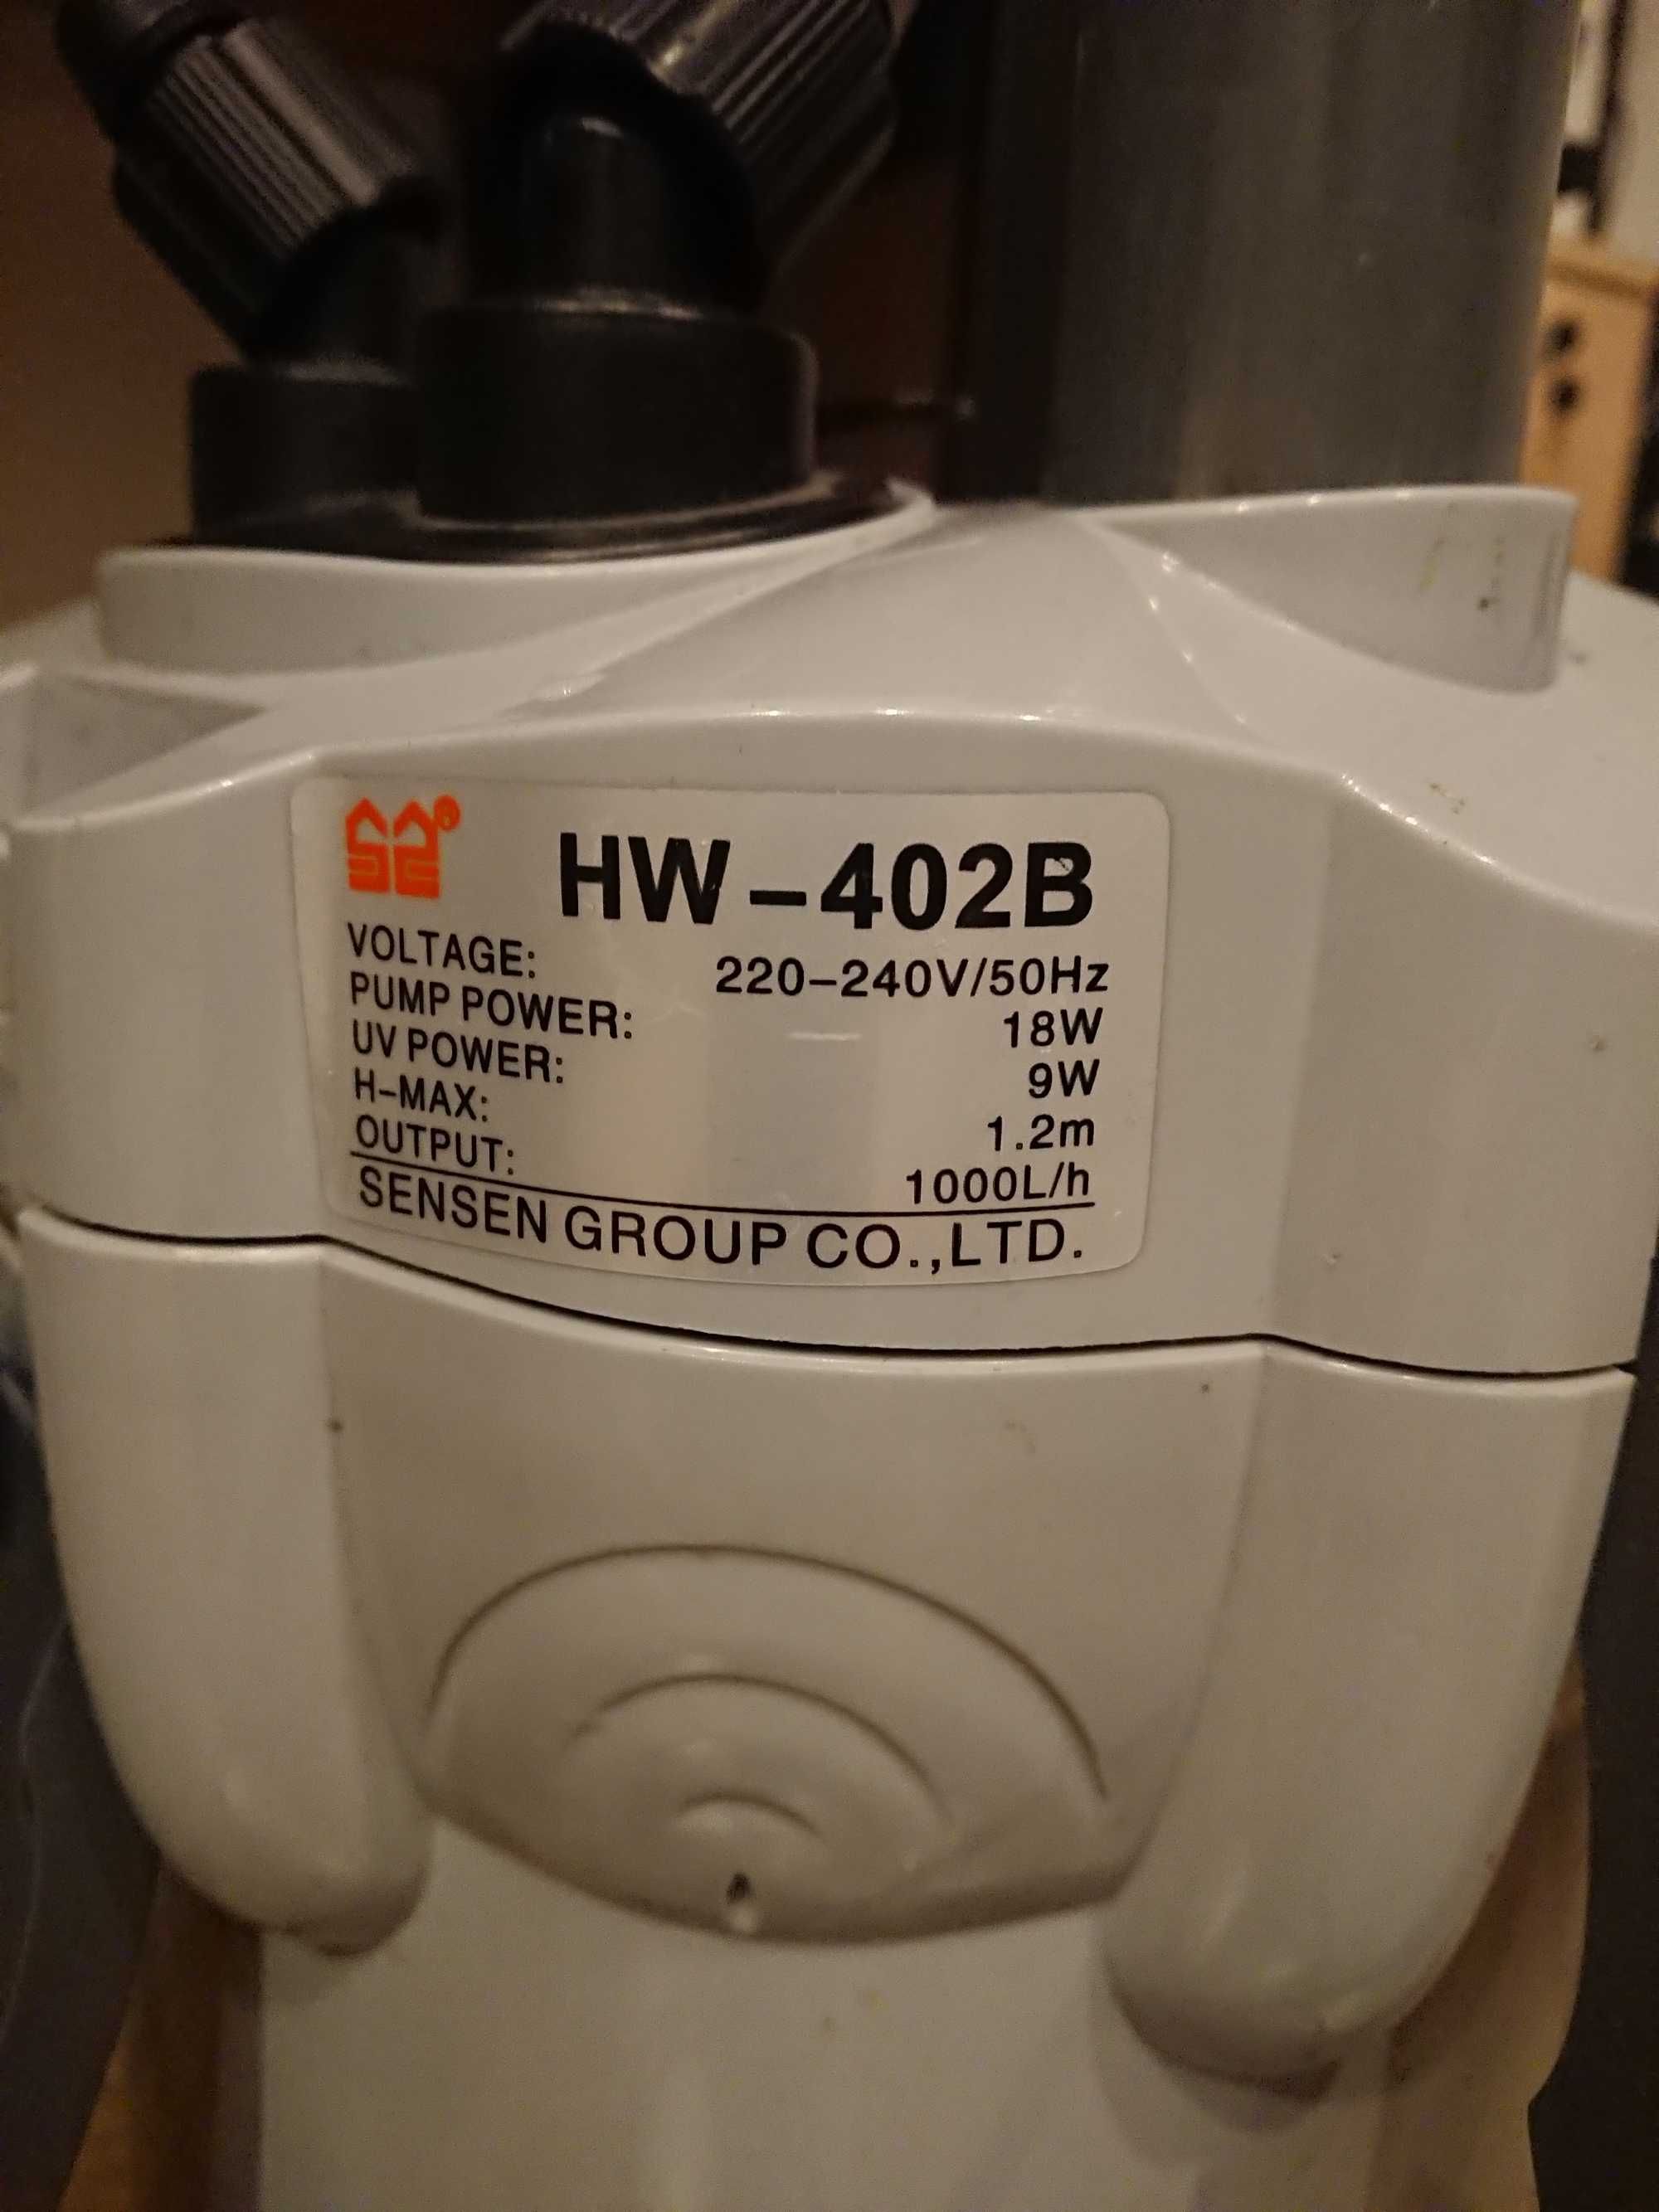 HW-402B
VOLTAGE: 220-240V/50Hz
PUMP POWER: 18W
UV POWER: 9W
H-MAX: 1.2m
OUTPUT: 1000L/h
SENSEN GROUP CO.,LTD.